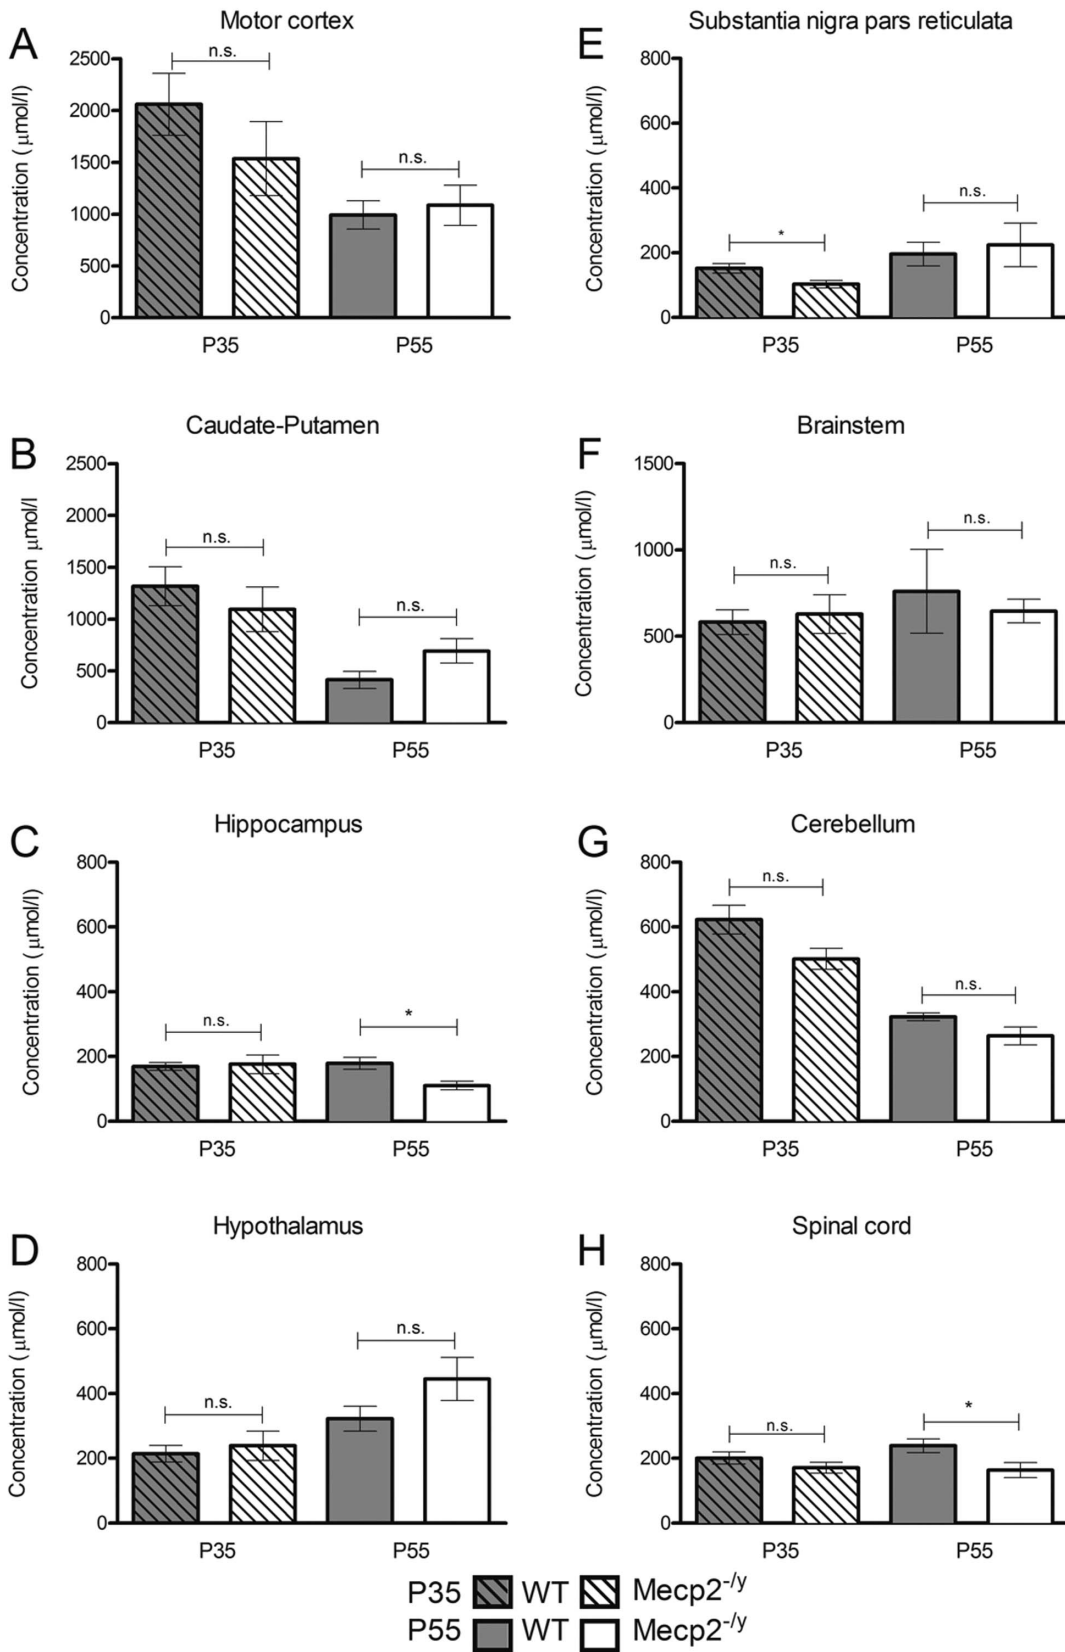 A
Motor cortex
Concentration (μmol/l)
2500
2000
1500
1000
500
0
n.s.
n.s.
P35
P55
B
Caudate-Putamen
Concentration μmol/l
2500
2000
1500
1000
500
0
n.s.
n.s.
P35
P55
C
Hippocampus
Concentration (μmol/l)
800
600
400
200
0
n.s.
*
P35
P55
D
Hypothalamus
Concentration (μmol/l)
800
600
400
200
0
n.s.
n.s.
P35
P55
E
Substantia nigra pars reticulata
Concentration (μmol/l)
800
600
400
200
0
*
n.s.
P35
P55
F
Brainstem
Concentration (μmol/l)
1500
1000
500
0
n.s.
n.s.
P35
P55
G
Cerebellum
Concentration (μmol/l)
800
600
400
200
0
n.s.
n.s.
P35
P55
H
Spinal cord
Concentration (μmol/l)
800
600
400
200
0
n.s.
*
P35
P55
P35 WT Mecp2-/y
P55 WT Mecp2-/y